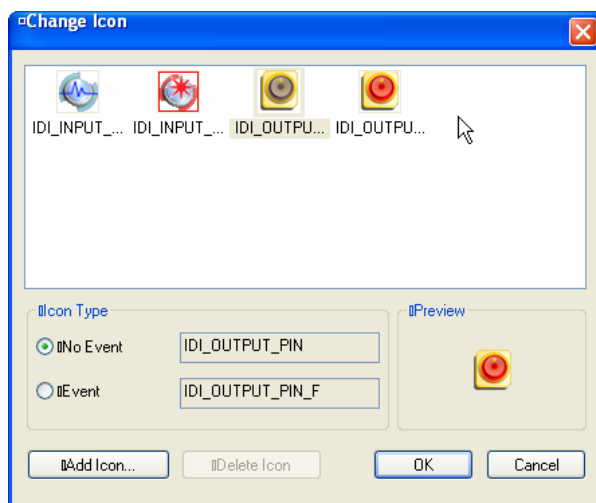 Change Icon
IDI_INPUT_... IDI_INPUT_... IDI_OUTPU... IDI_OUTPU...
Icon Type
Preview
No Event IDI_OUTPUT_PIN
Event IDI_OUTPUT_PIN_F
Add Icon... Delete Icon OK Cancel